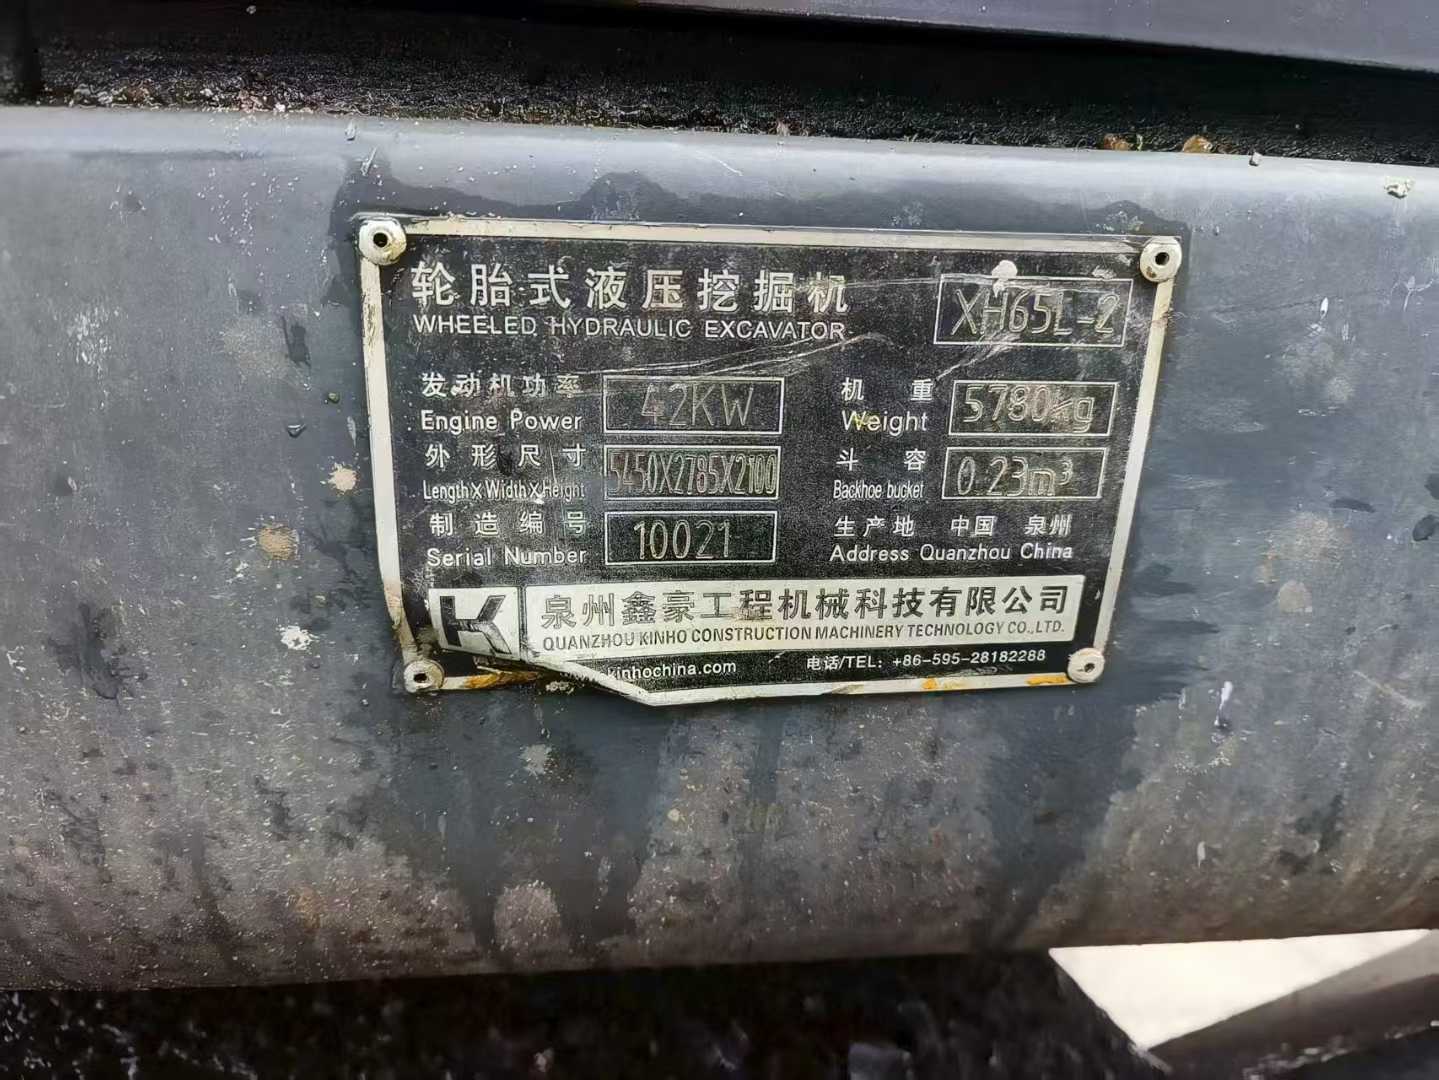 轮胎式液压挖掘机
WHEELED HYDRAULIC EXCAVATOR
XH65L-2
发动机功率
Engine Power
42KW
机重
Weight
5780kg
外形尺寸
Length X Width X Height
5450X2785X2100
斗容
Backhoe bucket
0.23m³
制造编号
Serial Number
10021
生产地 中国 泉州
Address Quanzhou China
泉州鑫豪工程机械科技有限公司
QUANZHOU KINHO CONSTRUCTION MACHINERY TECHNOLOGY CO.,LTD.
kinhochina.com
电话/TEL: +86-595-28182288